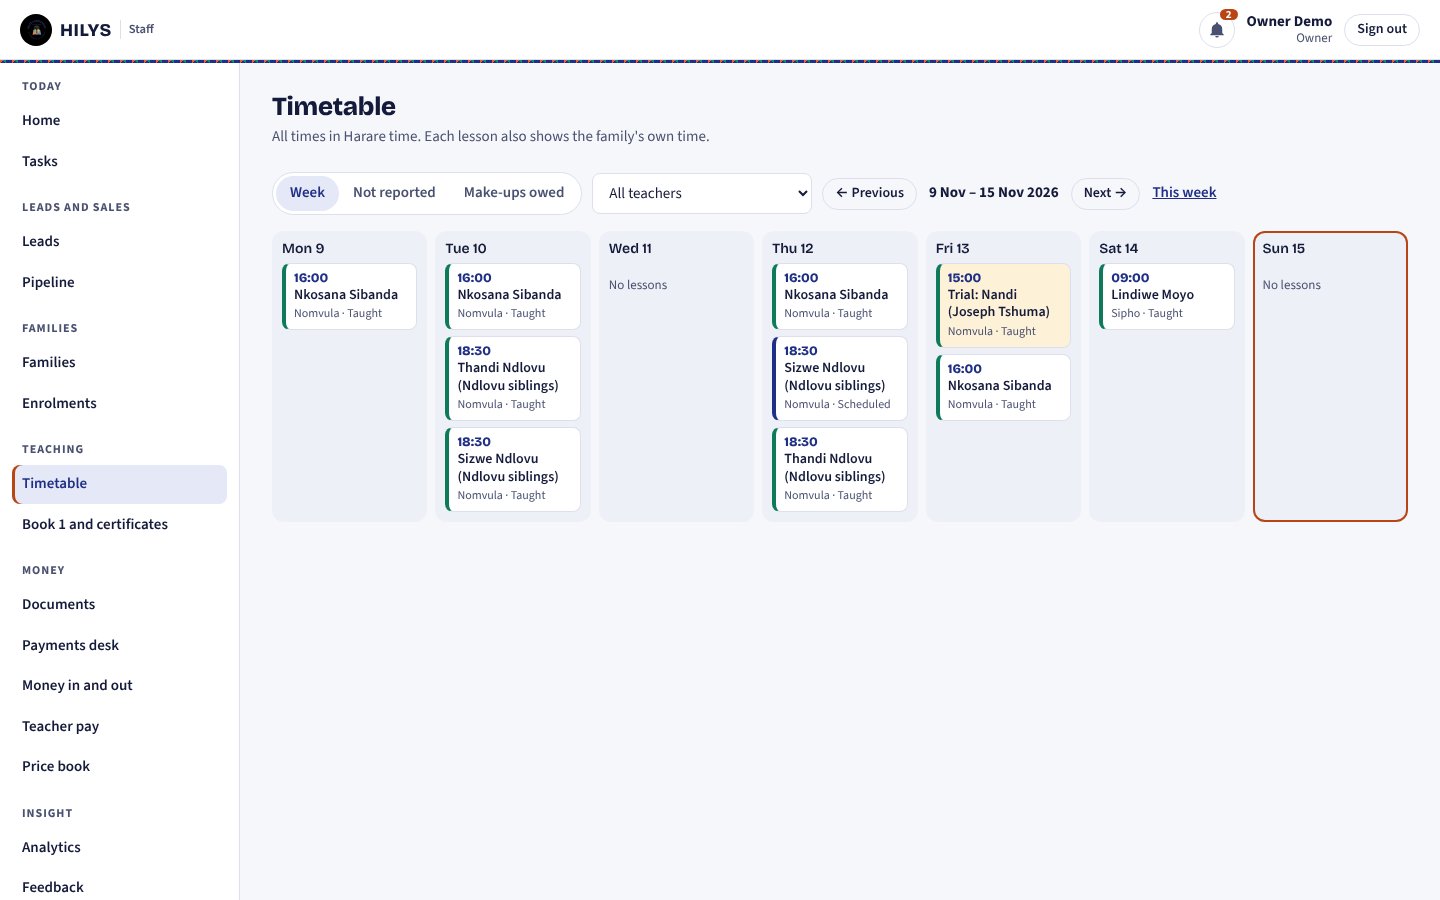 HILYS
Staff
2
Owner Demo
Owner
Sign out
TODAY
Home
Tasks
LEADS AND SALES
Leads
Pipeline
FAMILIES
Families
Enrolments
TEACHING
Timetable
Book 1 and certificates
MONEY
Documents
Payments desk
Money in and out
Teacher pay
Price book
INSIGHT
Analytics
Feedback
Timetable
All times in Harare time. Each lesson also shows the family's own time.
Week
Not reported
Make-ups owed
All teachers
← Previous
9 Nov – 15 Nov 2026
Next →
This week
Mon 9
16:00
Nkosana Sibanda
Nomvula · Taught
Tue 10
16:00
Nkosana Sibanda
Nomvula · Taught
18:30
Thandi Ndlovu
(Ndlovu siblings)
Nomvula · Taught
18:30
Sizwe Ndlovu
(Ndlovu siblings)
Nomvula · Taught
Wed 11
No lessons
Thu 12
16:00
Nkosana Sibanda
Nomvula · Taught
18:30
Sizwe Ndlovu
(Ndlovu siblings)
Nomvula · Scheduled
18:30
Thandi Ndlovu
(Ndlovu siblings)
Nomvula · Taught
Fri 13
15:00
Trial: Nandi
(Joseph Tshuma)
Nomvula · Taught
16:00
Nkosana Sibanda
Nomvula · Taught
Sat 14
09:00
Lindiwe Moyo
Sipho · Taught
Sun 15
No lessons